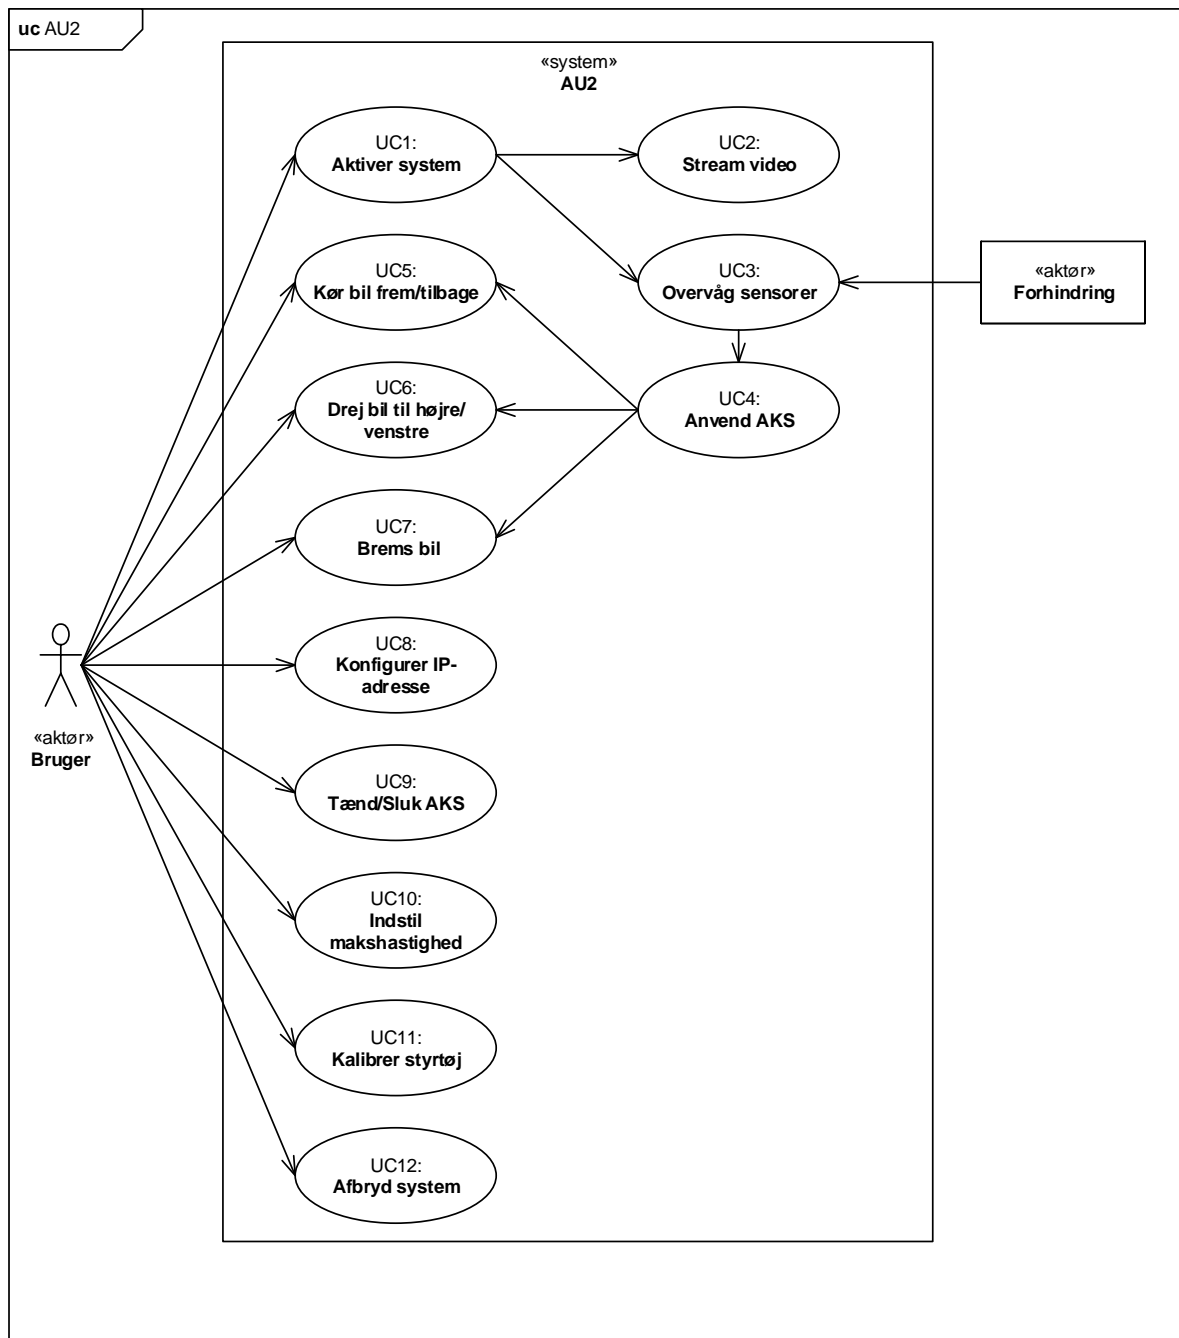 uc AU2
«system»
AU2
UC1:
Aktiver system
UC2:
Stream video
UC5:
Kør bil frem/tilbage
UC3:
Overvåg sensorer
«aktør»
Forhindring
UC6:
Drej bil til højre/
venstre
UC4:
Anvend AKS
UC7:
Brems bil
UC8:
Konfigurer IP-
adresse
«aktør»
Bruger
UC9:
Tænd/Sluk AKS
UC10:
Indstil
makshastighed
UC11:
Kalibrer styrtøj
UC12:
Afbryd system